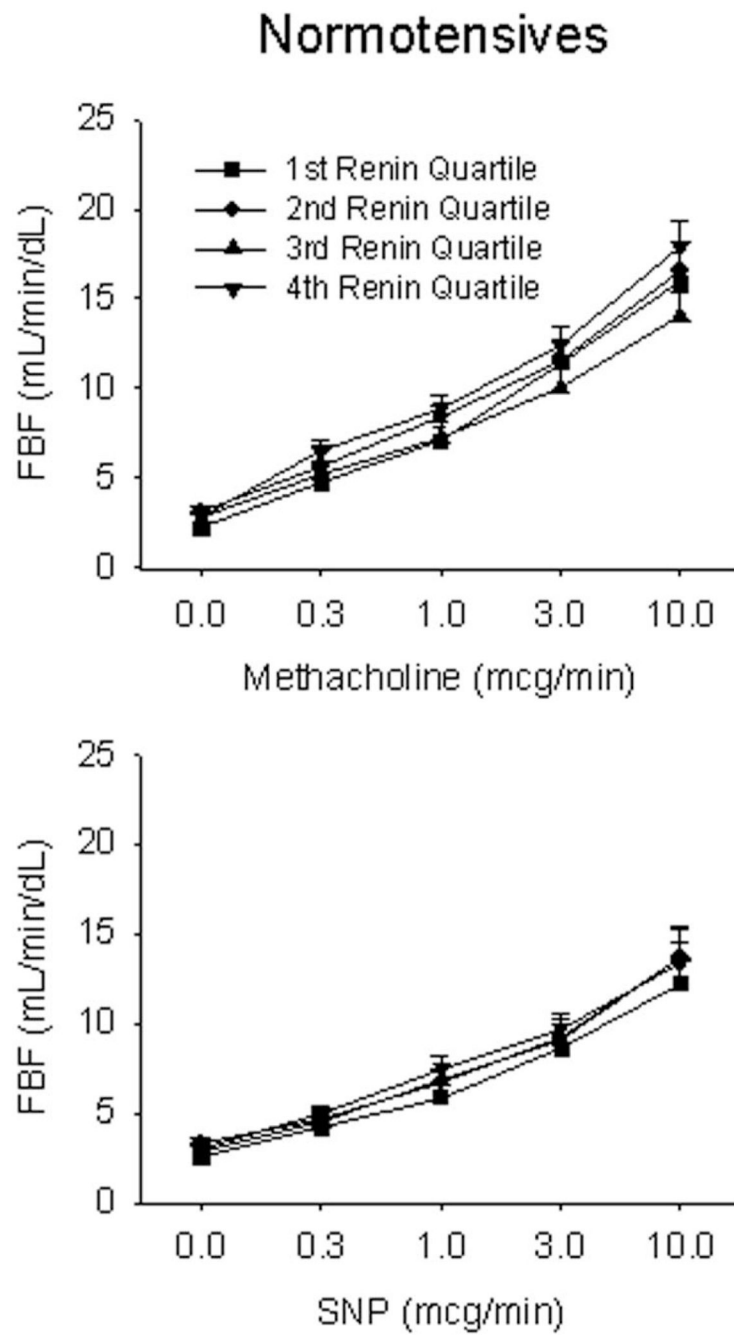 Normotensives
25
20
15
10
5
0
FBF (mL/min/dL)
1st Renin Quartile
2nd Renin Quartile
3rd Renin Quartile
4th Renin Quartile
0.0 0.3 1.0 3.0 10.0
Methacholine (mcg/min)
25
20
15
10
5
0
FBF (mL/min/dL)
0.0 0.3 1.0 3.0 10.0
SNP (mcg/min)